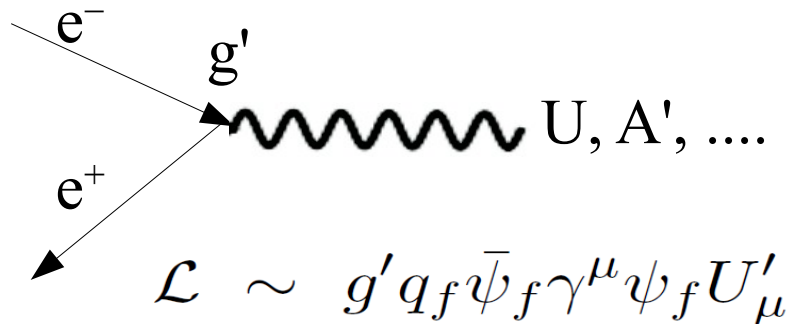 e⁻
g'
U, A', ....
e⁺
ℒ ~ g′q_f ψ̄_f γ^μ ψ_f U′_μ